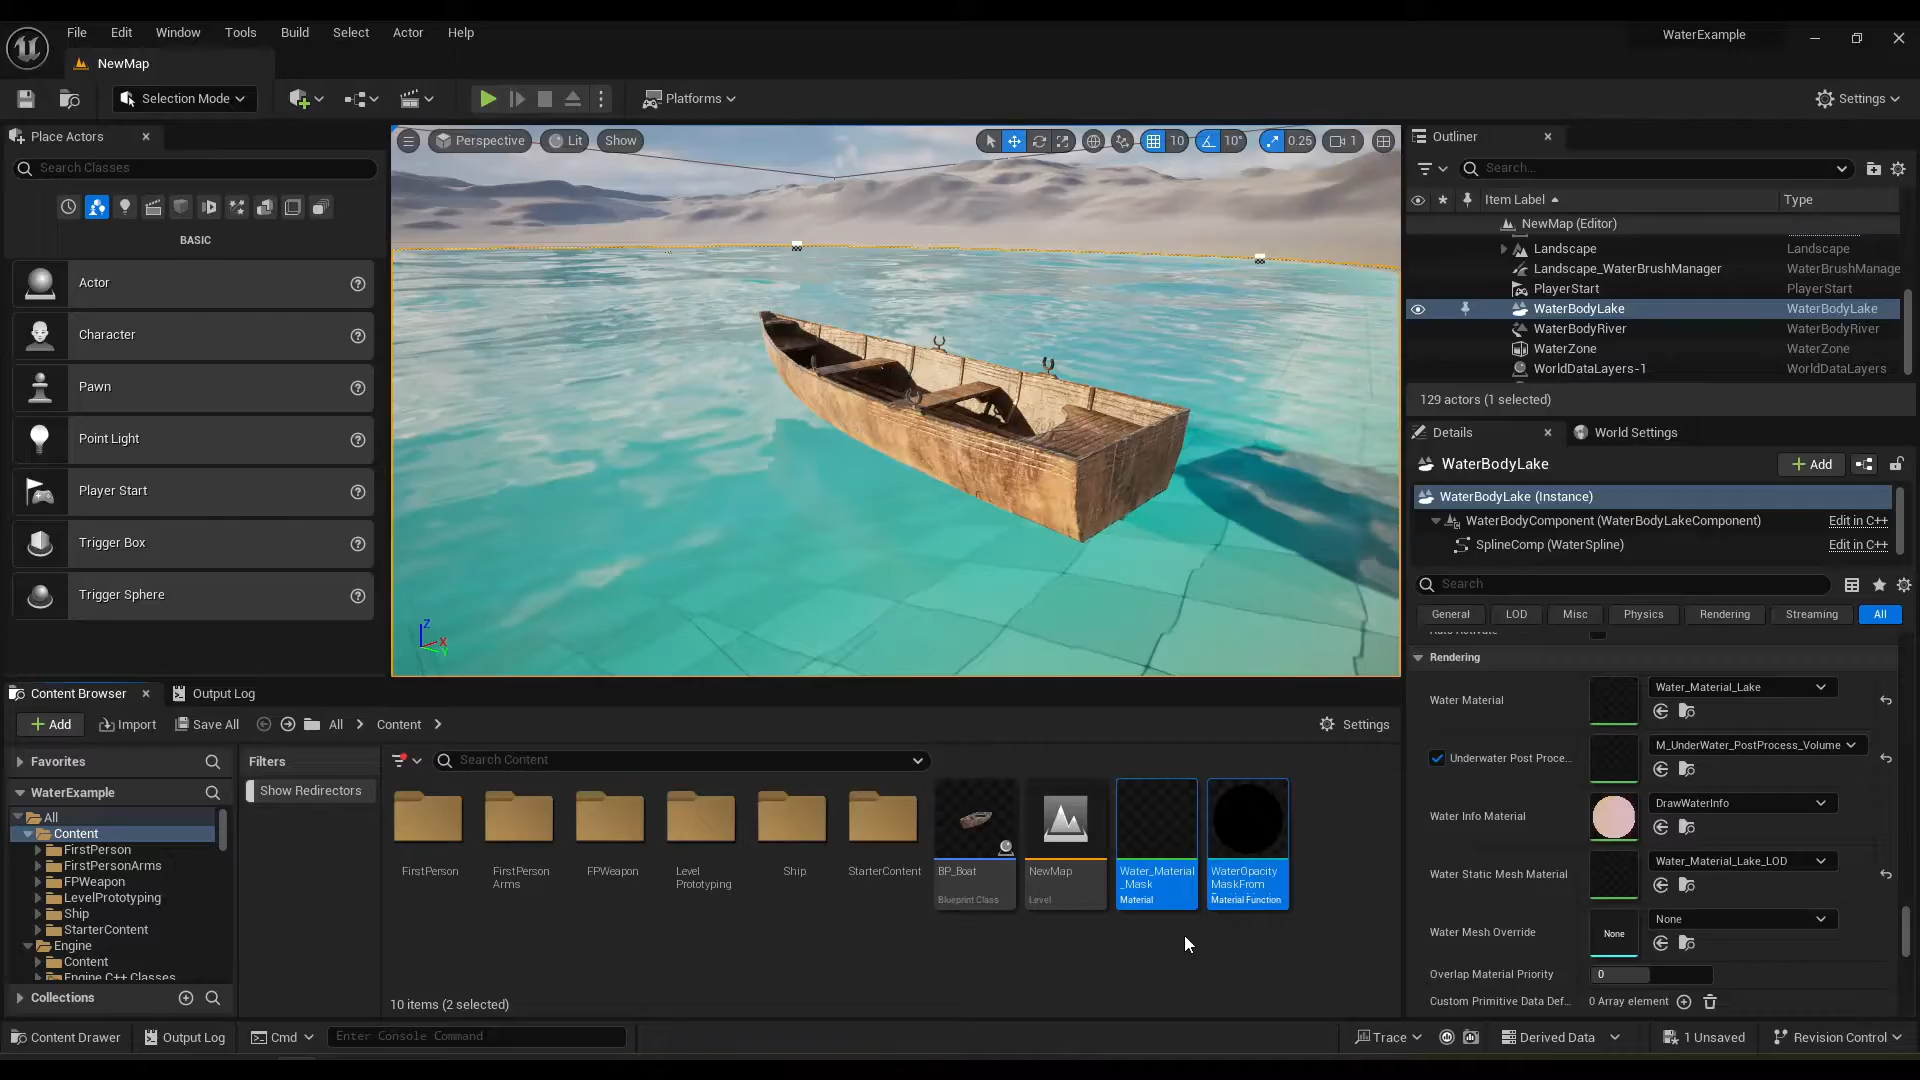 File Edit Window Tools Build Select Actor Help
WaterExample
NewMap
Selection Mode
Platforms
Settings
Place Actors
Search Classes
BASIC
Actor
Character
Pawn
Point Light
Player Start
Trigger Box
Trigger Sphere
Perspective Lit Show
10 10° 0.25 1
Z
X
Y
Outliner
Search...
Item Label Type
NewMap (Editor)
Landscape Landscape
Landscape_WaterBrushManager WaterBrushManage
PlayerStart PlayerStart
WaterBodyLake WaterBodyLake
WaterBodyRiver WaterBodyRiver
WaterZone WaterZone
WorldDataLayers-1 WorldDataLayers
129 actors (1 selected)
Details World Settings
WaterBodyLake
Add
WaterBodyLake (Instance)
WaterBodyComponent (WaterBodyLakeComponent) Edit in C++
SplineComp (WaterSpline) Edit in C++
Search
General LOD Misc Physics Rendering Streaming All
Rendering
Water Material Water_Material_Lake
Underwater Post Proce... M_UnderWater_PostProcess_Volume
Water Info Material DrawWaterInfo
Water Static Mesh Material Water_Material_Lake_LOD
Water Mesh Override None None
Overlap Material Priority 0
Custom Primitive Data Def... 0 Array element
Content Browser Output Log
Add Import Save All All Content Settings
Favorites
WaterExample
All
Content
FirstPerson
FirstPersonArms
FPWeapon
LevelPrototyping
Ship
StarterContent
Engine
Content
Engine C++ Classes
Collections
Filters
Show Redirectors
Search Content
FirstPerson
FirstPerson
Arms
FPWeapon
Level
Prototyping
Ship
StarterContent
BP_Boat
Blueprint Class
NewMap
Level
Water_Material
_Mask
Material
WaterOpacity
MaskFrom
Material Function
10 items (2 selected)
Content Drawer Output Log Cmd Enter Console Command Trace Derived Data 1 Unsaved Revision Control